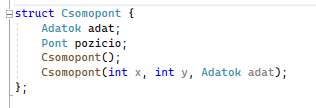 struct Csomopont {
Adatok adat;
Pont pozicio;
Csomopont();
Csomopont(int x, int y, Adatok adat);
};